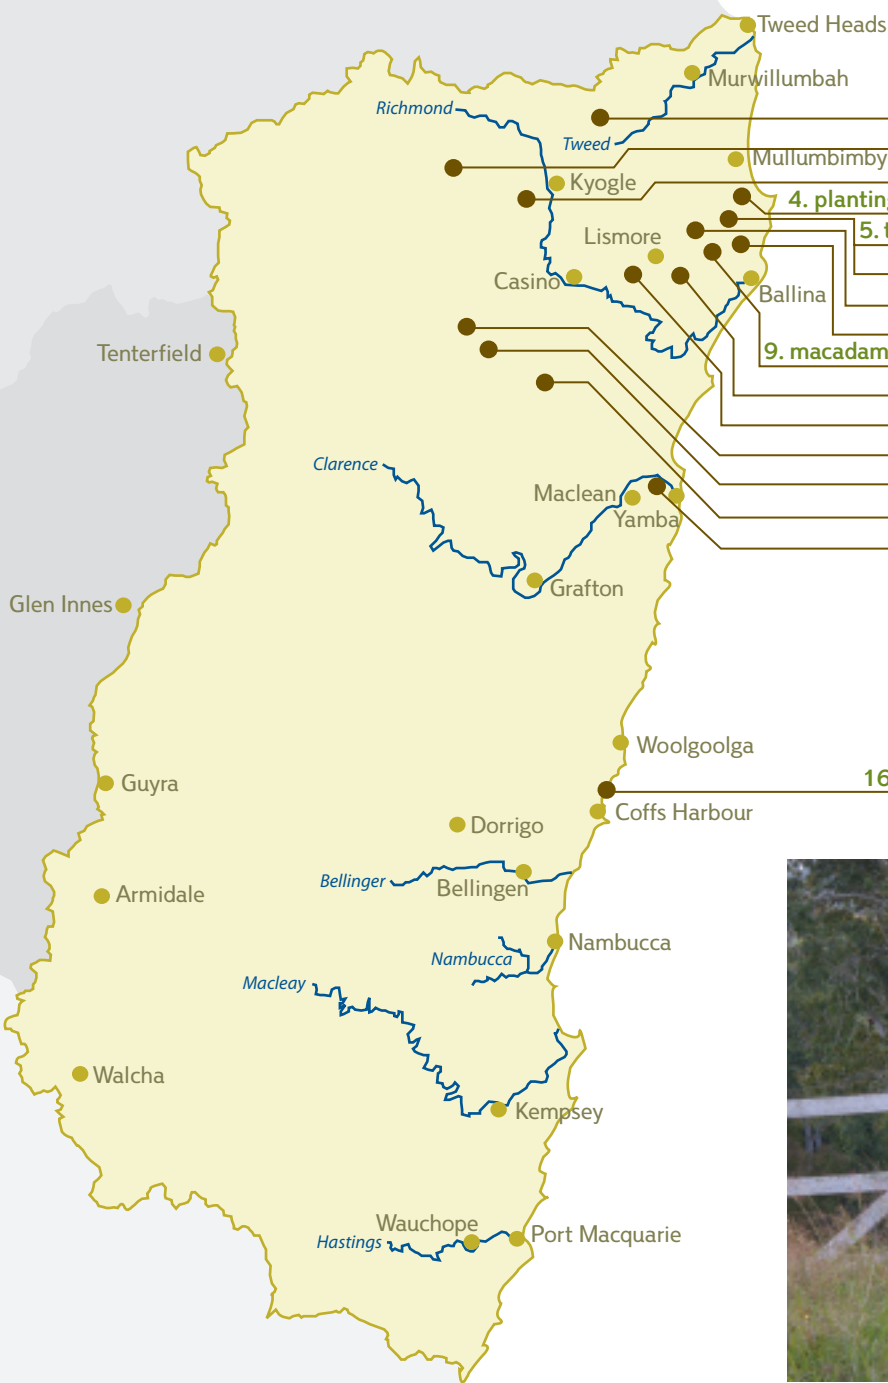 Tweed Heads
Murwillumbah
Richmond
Tweed
Mullumbimby
Kyogle
4. planting
Lismore
5. t
Casino
Ballina
Tenterfield
9. macadam
Clarence
Maclean
Yamba
Grafton
Glen Innes
Woolgoolga
Guyra
16
Coffs Harbour
Dorrigo
Bellinger
Bellingen
Armidale
Nambucca
Nambucca
Macleay
Walcha
Kempsey
Wauchope
Port Macquarie
Hastings